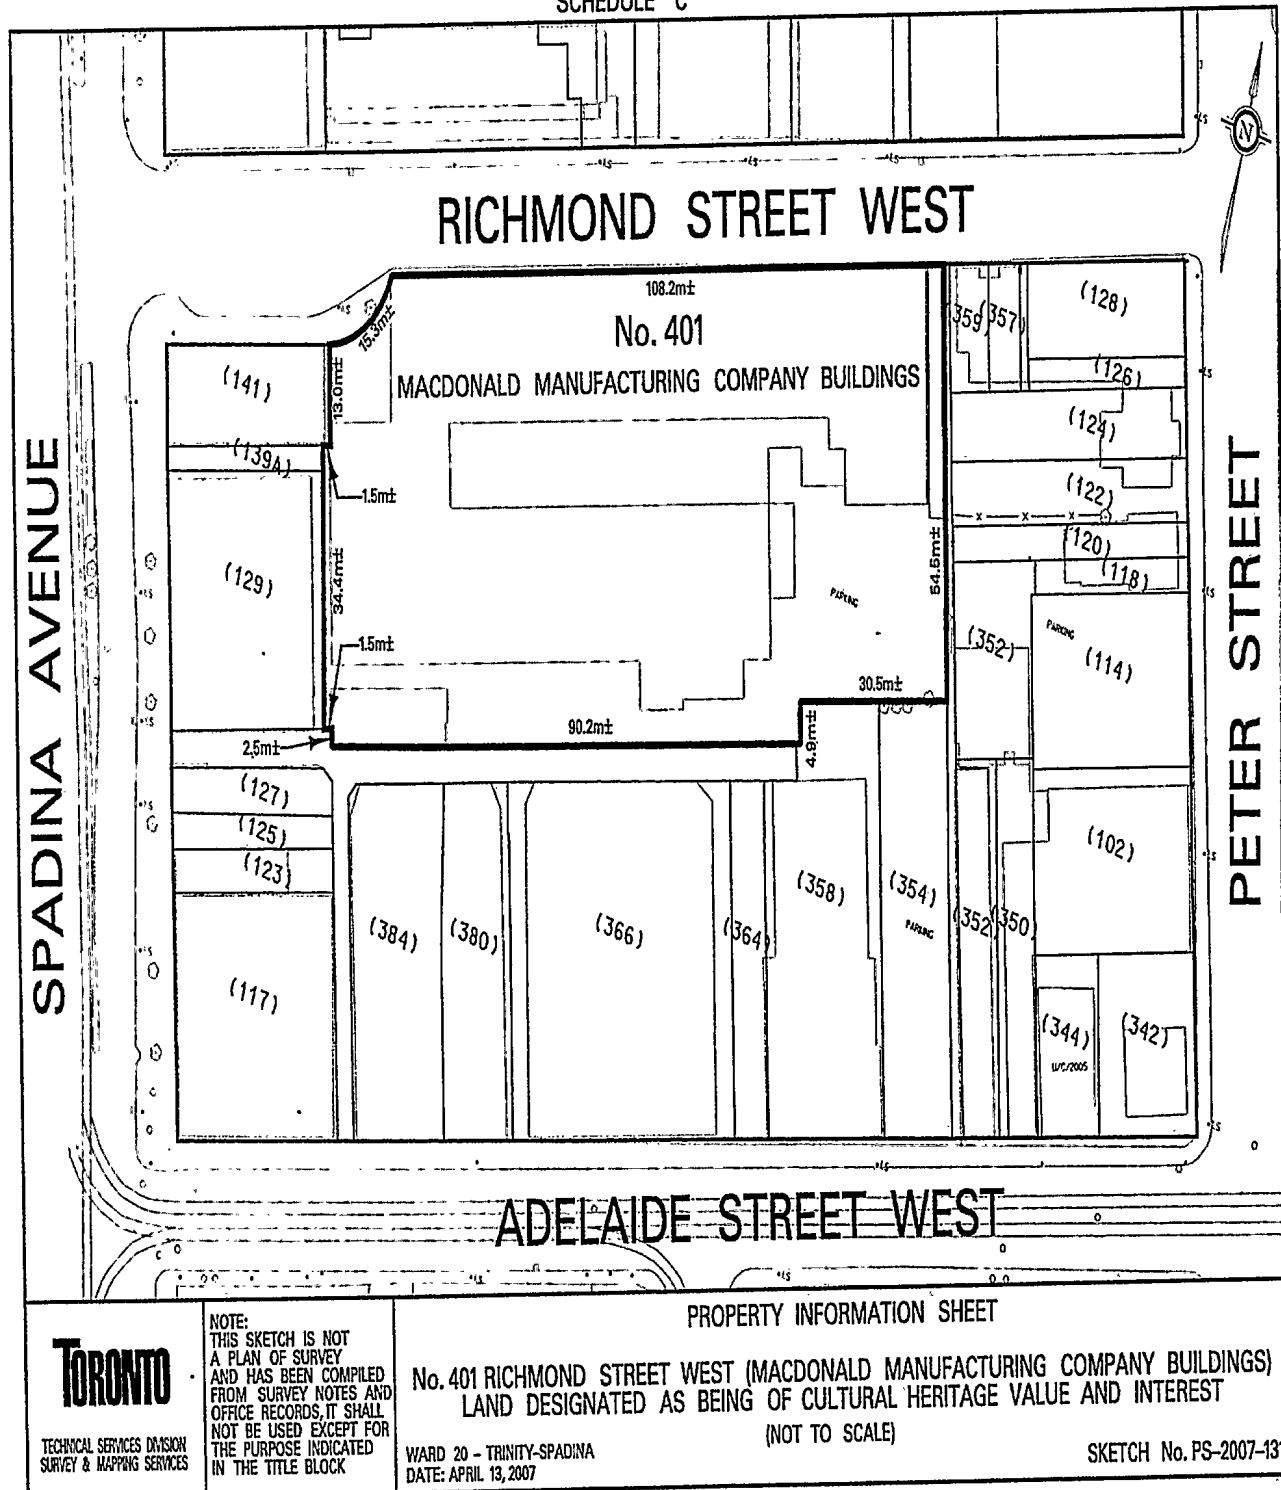 SCHEDULE "C"
RICHMOND STREET WEST
N
108.2m±
15.3m±
No. 401
MACDONALD MANUFACTURING COMPANY BUILDINGS
13.0m±
1.5m±
34.4m±
1.5m±
2.5m±
90.2m±
4.9m±
30.5m±
54.5m±
PARKING
(141)
(139A)
(129)
(127)
(125)
(123)
(117)
(359)
(357)
(128)
(126)
(124)
(122)
(120)
(118)
(352)
PARKING
(114)
(102)
(384)
(380)
(366)
(364)
(358)
(354)
PARKING
(352)
(350)
(344)
U/C/2005
(342)
SPADINA AVENUE
PETER STREET
ADELAIDE STREET WEST
TORONTO
TECHNICAL SERVICES DIVISION
SURVEY & MAPPING SERVICES
NOTE:
THIS SKETCH IS NOT
A PLAN OF SURVEY
AND HAS BEEN COMPILED
FROM SURVEY NOTES AND
OFFICE RECORDS, IT SHALL
NOT BE USED EXCEPT FOR
THE PURPOSE INDICATED
IN THE TITLE BLOCK
PROPERTY INFORMATION SHEET
No. 401 RICHMOND STREET WEST (MACDONALD MANUFACTURING COMPANY BUILDINGS)
LAND DESIGNATED AS BEING OF CULTURAL HERITAGE VALUE AND INTEREST
(NOT TO SCALE)
WARD 20 - TRINITY-SPADINA
DATE: APRIL 13, 2007
SKETCH No. PS-2007-131